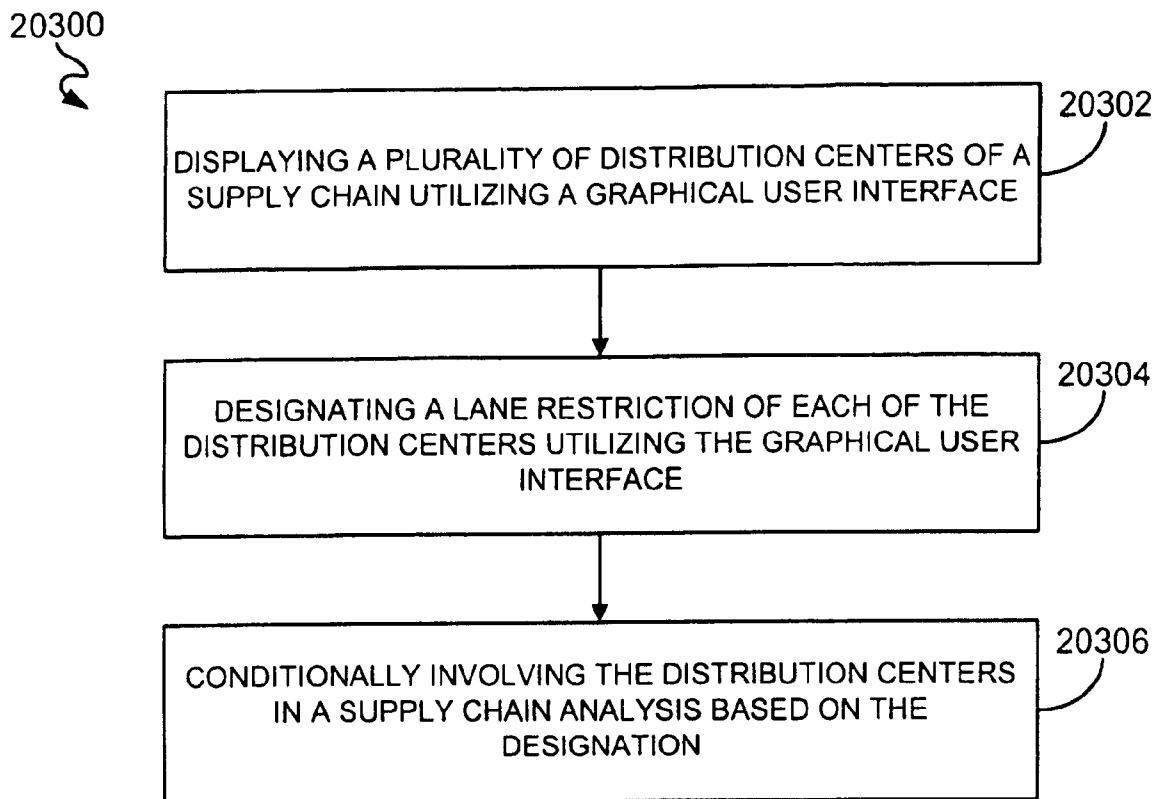 20300
20302
DISPLAYING A PLURALITY OF DISTRIBUTION CENTERS OF A
SUPPLY CHAIN UTILIZING A GRAPHICAL USER INTERFACE
20304
DESIGNATING A LANE RESTRICTION OF EACH OF THE
DISTRIBUTION CENTERS UTILIZING THE GRAPHICAL USER
INTERFACE
20306
CONDITIONALLY INVOLVING THE DISTRIBUTION CENTERS
IN A SUPPLY CHAIN ANALYSIS BASED ON THE
DESIGNATION